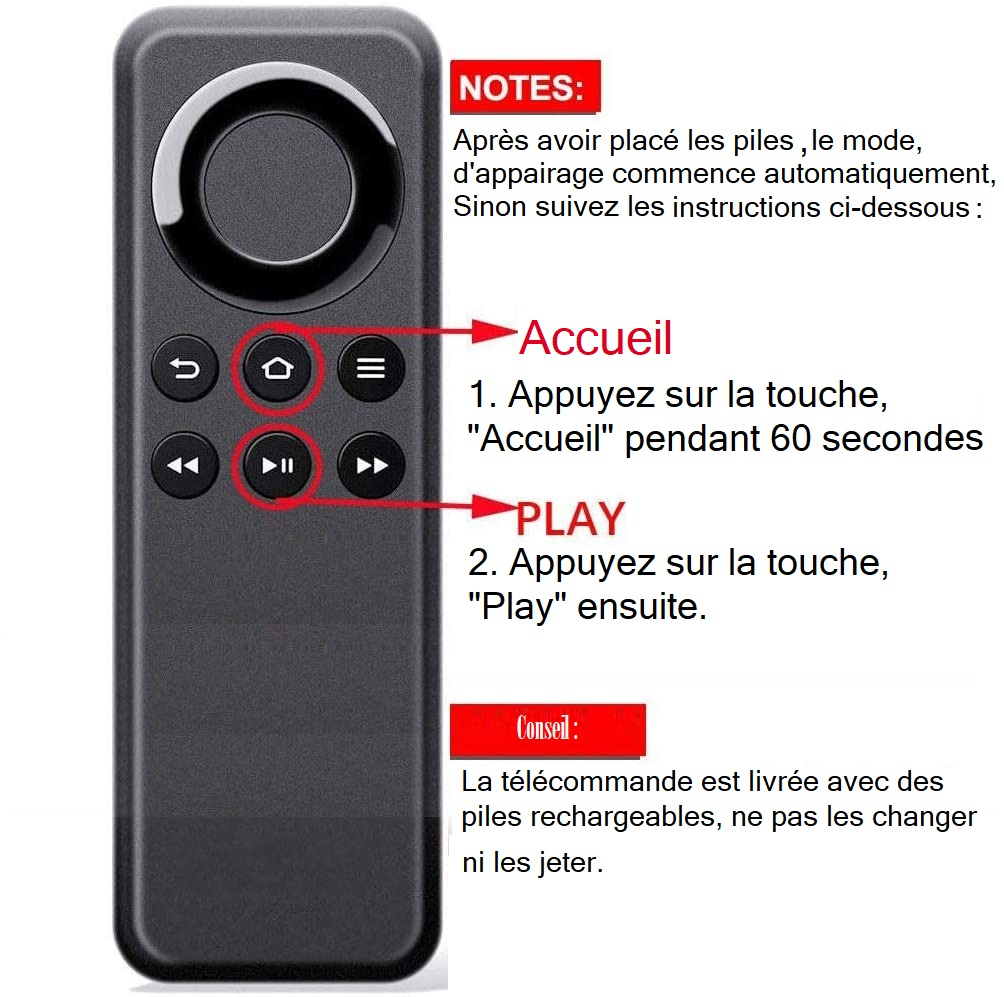 NOTES:
Après avoir placé les piles , le mode,
d'appairage commence automatiquement,
Sinon suivez les instructions ci-dessous :
Accueil
1. Appuyez sur la touche,
"Accueil" pendant 60 secondes
PLAY
2. Appuyez sur la touche,
"Play" ensuite.
Conseil :
La télécommande est livrée avec des
piles rechargeables, ne pas les changer
ni les jeter.